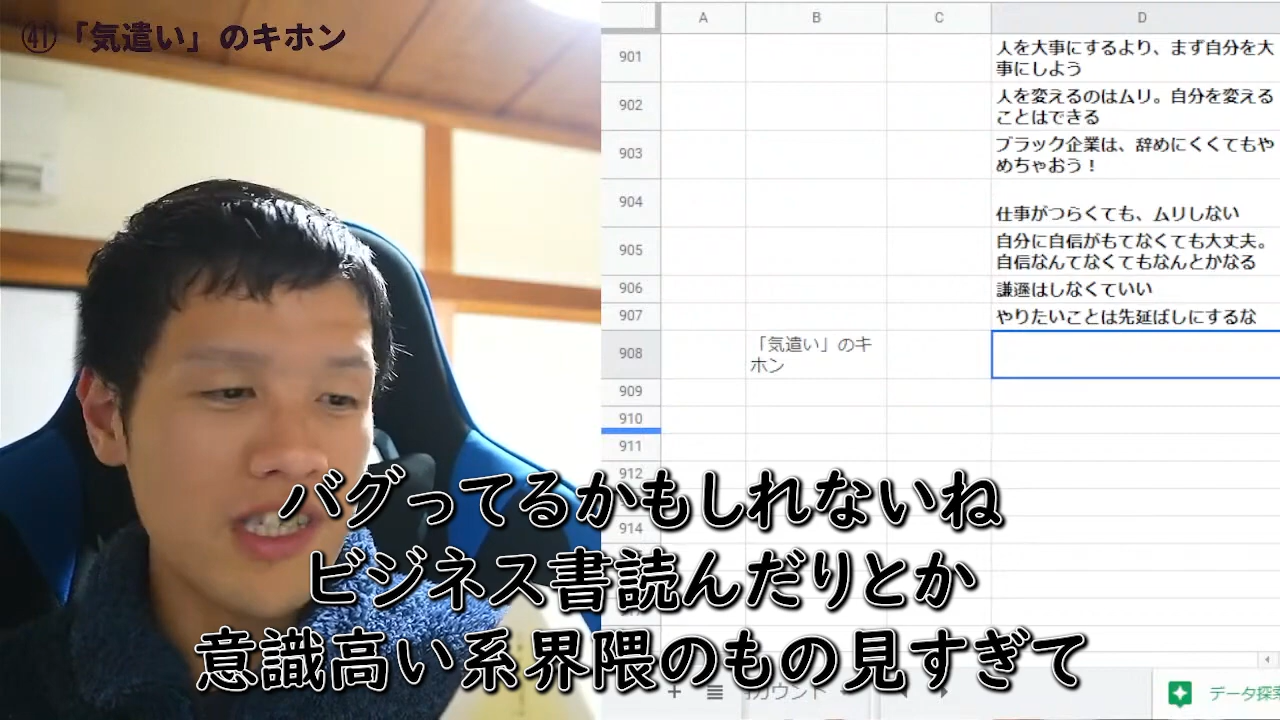 ㊶「気遣い」のキホン
A B C D
901 人を大事にするより、まず自分を大
事にしよう
902 人を変えるのはムリ。自分を変える
ことはできる
903 ブラック企業は、辞めにくくてもや
めちゃおう！
904 仕事がつらくても、ムリしない
905 自分に自信がもてなくても大丈夫。
自信なんてなくてもなんとかなる
906 謙遜はしなくていい
907 やりたいことは先延ばしにするな
908 「気遣い」のキ
ホン
909
910
911
912
914
バグってるかもしれないね
ビジネス書読んだりとか
意識高い系界隈のもの見すぎて
カウント
データ探索